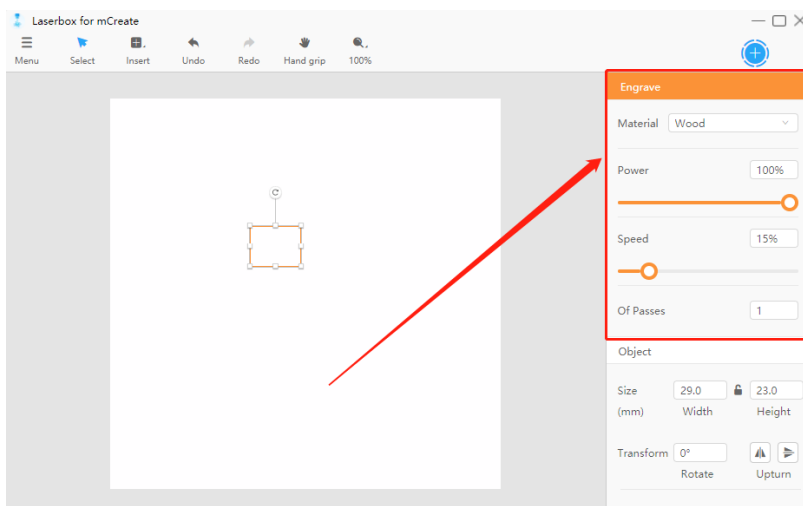 Laserbox for mCreate
Menu Select Insert Undo Redo Hand grip 100%
Engrave
Material Wood
Power 100%
Speed 15%
Of Passes 1
Object
Size 29.0 23.0
(mm) Width Height
Transform 0°
Rotate Upturn